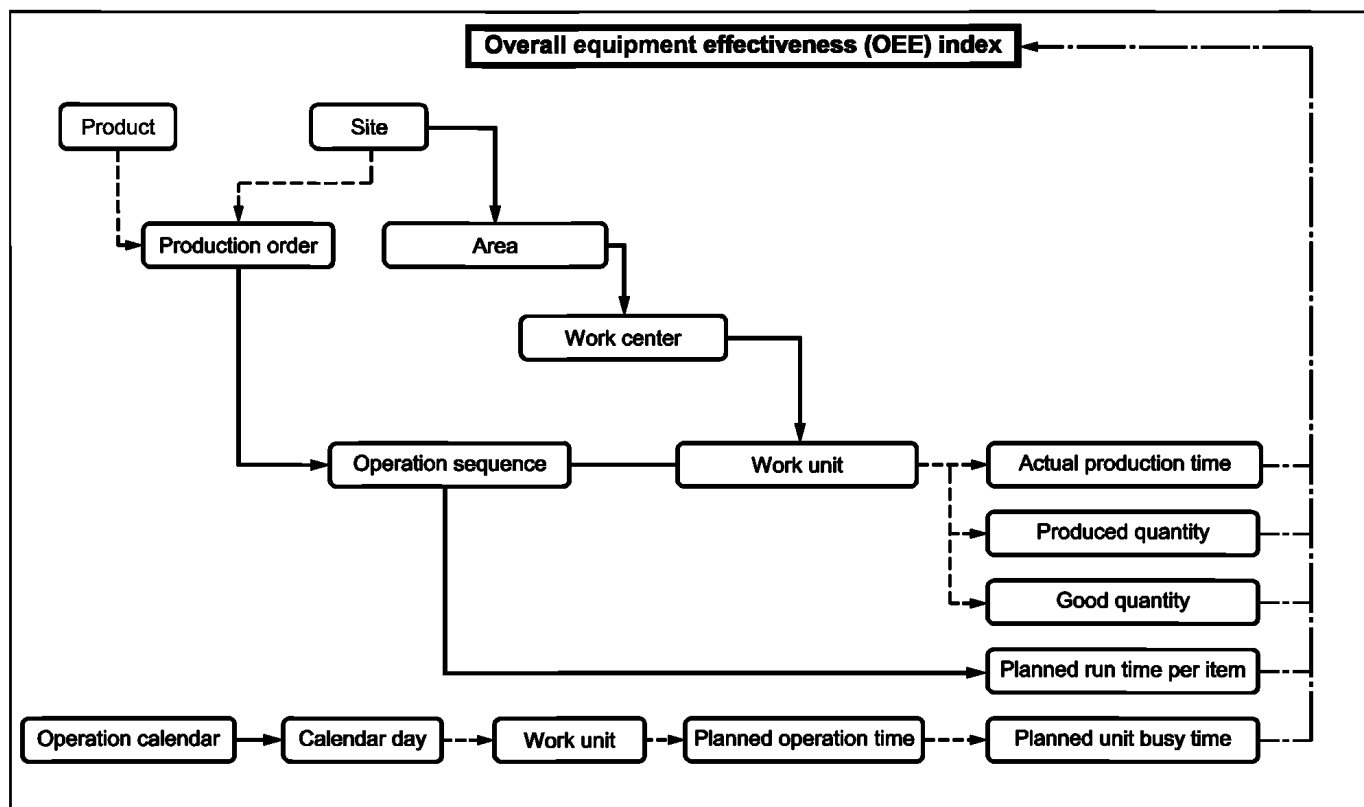 Overall equipment effectiveness (OEE) index
Product
Site
Production order
Area
Work center
Operation sequence
Work unit
Actual production time
Produced quantity
Good quantity
Planned run time per item
Operation calendar
Calendar day
Work unit
Planned operation time
Planned unit busy time